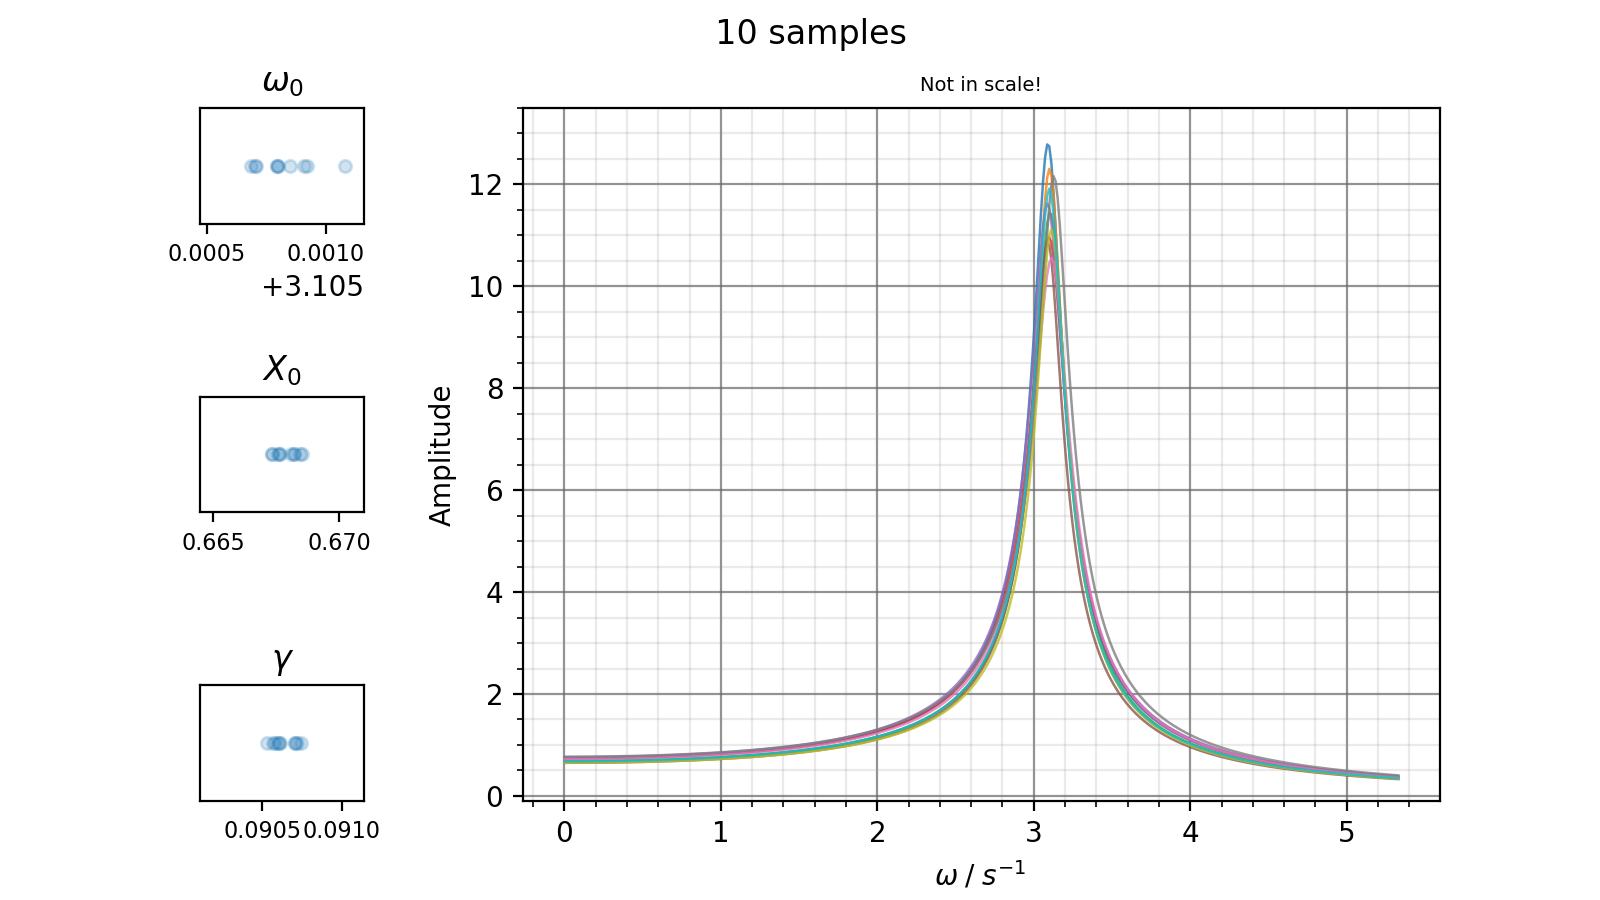 10 samples
ω0
0.0005 0.0010
+3.105
X0
0.665 0.670
γ
0.0905 0.0910
Not in scale!
Amplitude
12
10
8
6
4
2
0
0 1 2 3 4 5
ω / s−1